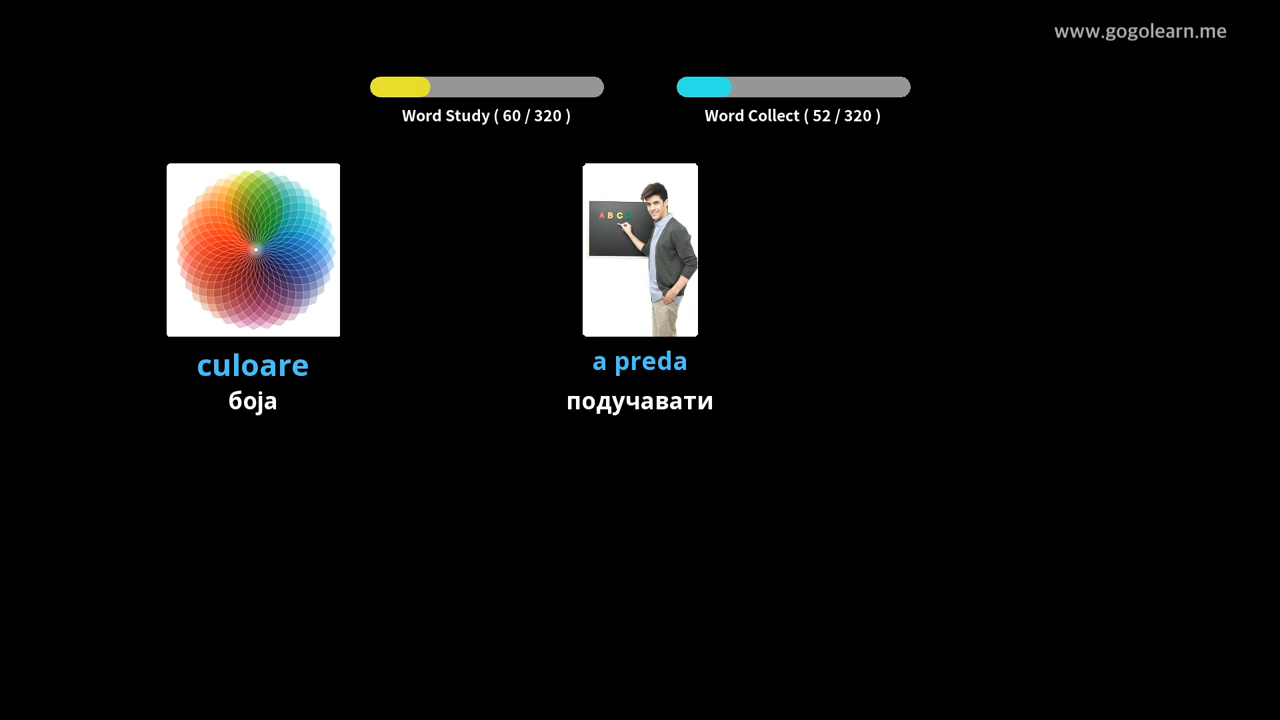 www.gogolearn.me
Word Study ( 60 / 320 )
Word Collect ( 52 / 320 )
A B C D
culoare
a preda
боја
подучавати